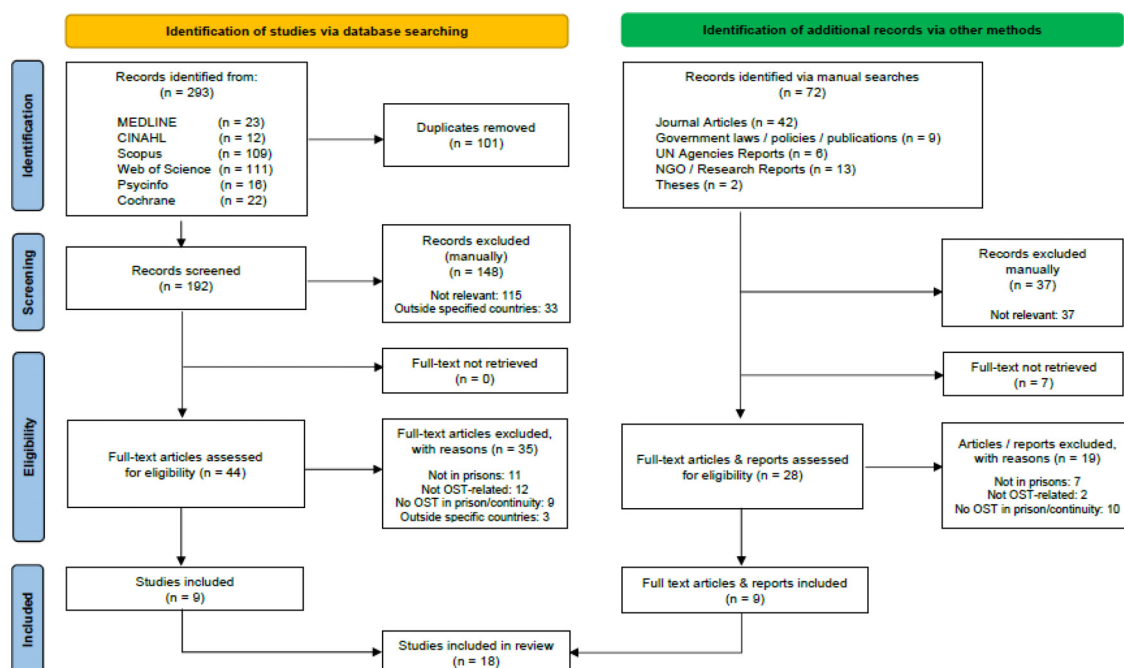 Identification of studies via database searching
Identification of additional records via other methods
Identification
Records identified from:
(n = 293)
MEDLINE (n = 23)
CINAHL (n = 12)
Scopus (n = 109)
Web of Science (n = 111)
Psycinfo (n = 16)
Cochrane (n = 22)
Duplicates removed
(n = 101)
Records identified via manual searches
(n = 72)
Journal Articles (n = 42)
Government laws / policies / publications (n = 9)
UN Agencies Reports (n = 6)
NGO / Research Reports (n = 13)
Theses (n = 2)
Screening
Records screened
(n = 192)
Records excluded
(manually)
(n = 148)
Not relevant: 115
Outside specified countries: 33
Records excluded
manually
(n = 37)
Not relevant: 37
Eligibility
Full-text not retrieved
(n = 0)
Full-text not retrieved
(n = 7)
Full-text articles assessed
for eligibility (n = 44)
Full-text articles excluded,
with reasons (n = 35)
Not in prisons: 11
Not OST-related: 12
No OST in prison/continuity: 9
Outside specific countries: 3
Full-text articles & reports assessed
for eligibility (n = 28)
Articles / reports excluded,
with reasons (n = 19)
Not in prisons: 7
Not OST-related: 2
No OST in prison/continuity: 10
Included
Studies included
(n = 9)
Full text articles & reports included
(n = 9)
Studies included in review
(n = 18)